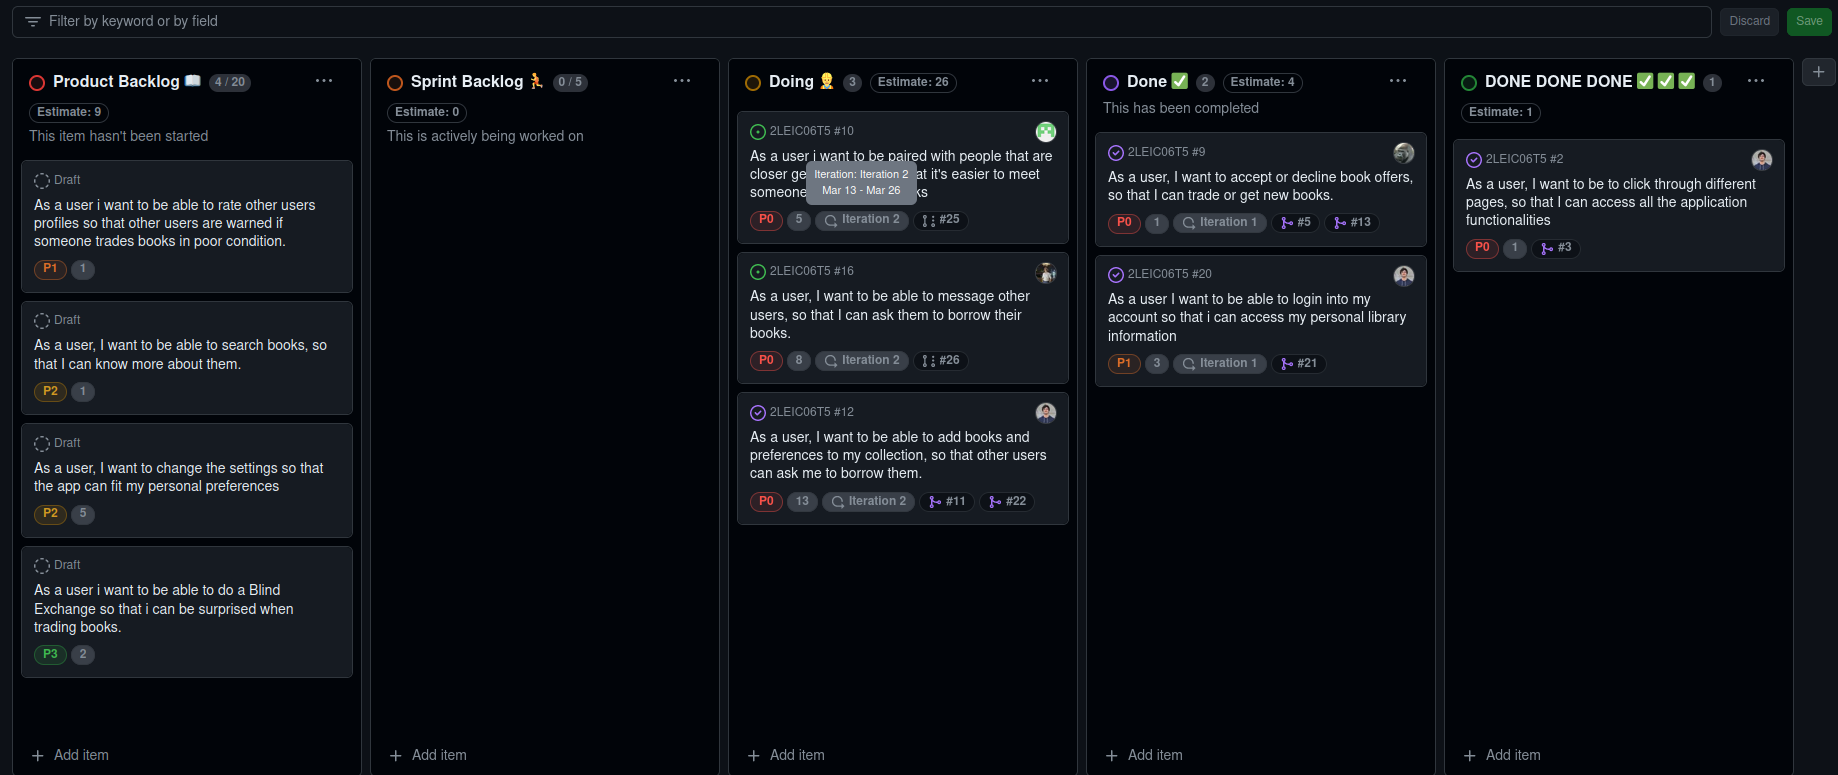 Filter by keyword or by field
Discard
Save
Product Backlog 📖 4 / 20
Estimate: 9
This item hasn't been started
Draft
As a user i want to be able to rate other users
profiles so that other users are warned if
someone trades books in poor condition.
P1 1
Draft
As a user, I want to be able to search books, so
that I can know more about them.
P2 1
Draft
As a user, I want to change the settings so that
the app can fit my personal preferences
P2 5
Draft
As a user i want to be able to do a Blind
Exchange so that i can be surprised when
trading books.
P3 2
Add item
Sprint Backlog 🏃 0 / 5
Estimate: 0
This is actively being worked on
Add item
Doing 👷 3 Estimate: 26
2LEIC06T5 #10
As a user i want to be paired with people that are
closer ge at it's easier to meet
someone ks
Iteration: Iteration 2
Mar 13 - Mar 26
P0 5 Iteration 2 #25
2LEIC06T5 #16
As a user, I want to be able to message other
users, so that I can ask them to borrow their
books.
P0 8 Iteration 2 #26
2LEIC06T5 #12
As a user, I want to be able to add books and
preferences to my collection, so that other users
can ask me to borrow them.
P0 13 Iteration 2 #11 #22
Add item
Done ✅ 2 Estimate: 4
This has been completed
2LEIC06T5 #9
As a user, I want to accept or decline book offers,
so that I can trade or get new books.
P0 1 Iteration 1 #5 #13
2LEIC06T5 #20
As a user I want to be able to login into my
account so that i can access my personal library
information
P1 3 Iteration 1 #21
Add item
DONE DONE DONE ✅ ✅ ✅ 1
Estimate: 1
2LEIC06T5 #2
As a user, I want to be to click through different
pages, so that I can access all the application
functionalities
P0 1 #3
Add item